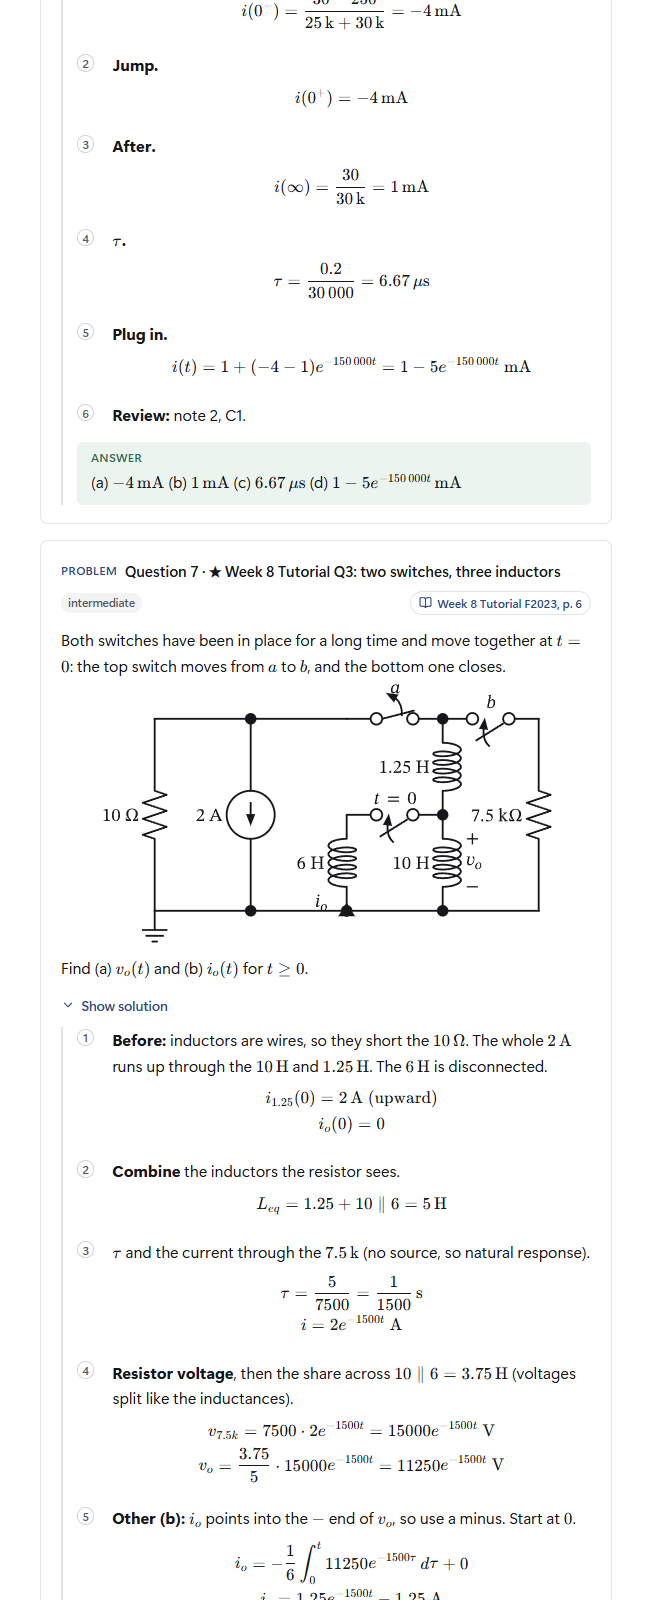 i(0⁻) = 30 − 250 / 25 k + 30 k = −4 mA
2 Jump.
i(0⁺) = −4 mA
3 After.
i(∞) = 30 / 30 k = 1 mA
4 τ.
τ = 0.2 / 30 000 = 6.67 μs
5 Plug in.
i(t) = 1 + (−4 − 1)e^{−150 000t} = 1 − 5e^{−150 000t} mA
6 Review: note 2, C1.
ANSWER
(a) −4 mA (b) 1 mA (c) 6.67 μs (d) 1 − 5e^{−150 000t} mA
PROBLEM Question 7 · ★ Week 8 Tutorial Q3: two switches, three inductors
intermediate
Week 8 Tutorial F2023, p. 6
Both switches have been in place for a long time and move together at t =
0: the top switch moves from a to b, and the bottom one closes.
a
b
1.25 H
t = 0
10 Ω
2 A
7.5 kΩ
+
6 H
10 H
v_o
−
i_o
Find (a) v_o(t) and (b) i_o(t) for t ≥ 0.
Show solution
1 Before: inductors are wires, so they short the 10 Ω. The whole 2 A
runs up through the 10 H and 1.25 H. The 6 H is disconnected.
i_{1.25}(0) = 2 A (upward)
i_o(0) = 0
2 Combine the inductors the resistor sees.
L_{eq} = 1.25 + 10 ∥ 6 = 5 H
3 τ and the current through the 7.5 k (no source, so natural response).
τ = 5 / 7500 = 1 / 1500 s
i = 2e^{−1500t} A
4 Resistor voltage, then the share across 10 ∥ 6 = 3.75 H (voltages
split like the inductances).
v_{7.5k} = 7500 · 2e^{−1500t} = 15000e^{−1500t} V
v_o = 3.75 / 5 · 15000e^{−1500t} = 11250e^{−1500t} V
5 Other (b): i_o points into the − end of v_o, so use a minus. Start at 0.
i_o = −1/6 ∫_0^t 11250e^{−1500τ} dτ + 0
i_o = 1.25e^{−1500t} − 1.25 A